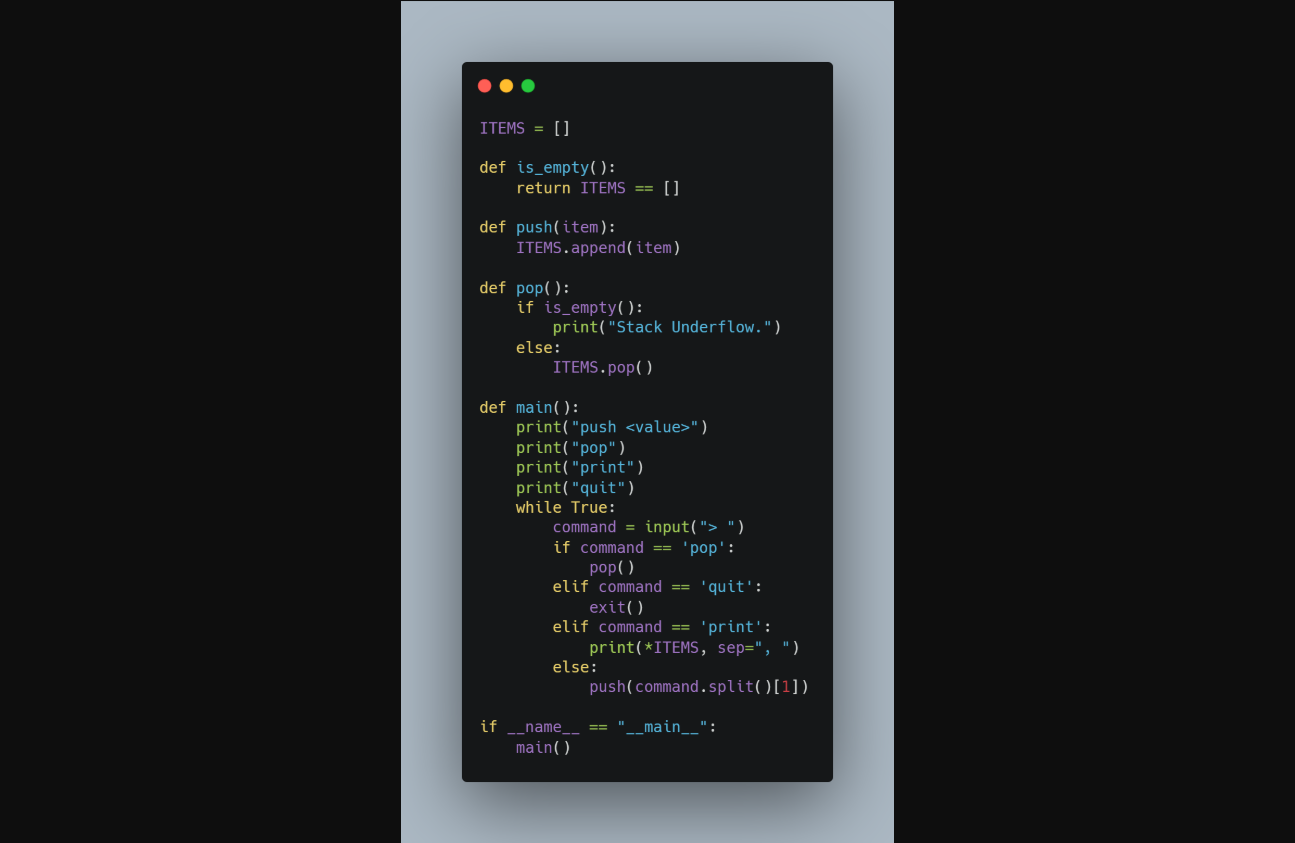 ITEMS = []
def is_empty():
    return ITEMS == []
def push(item):
    ITEMS.append(item)
def pop():
    if is_empty():
        print("Stack Underflow.")
    else:
        ITEMS.pop()
def main():
    print("push <value>")
    print("pop")
    print("print")
    print("quit")
    while True:
        command = input("> ")
        if command == 'pop':
            pop()
        elif command == 'quit':
            exit()
        elif command == 'print':
            print(*ITEMS, sep=", ")
        else:
            push(command.split()[1])
if __name__ == "__main__":
    main()